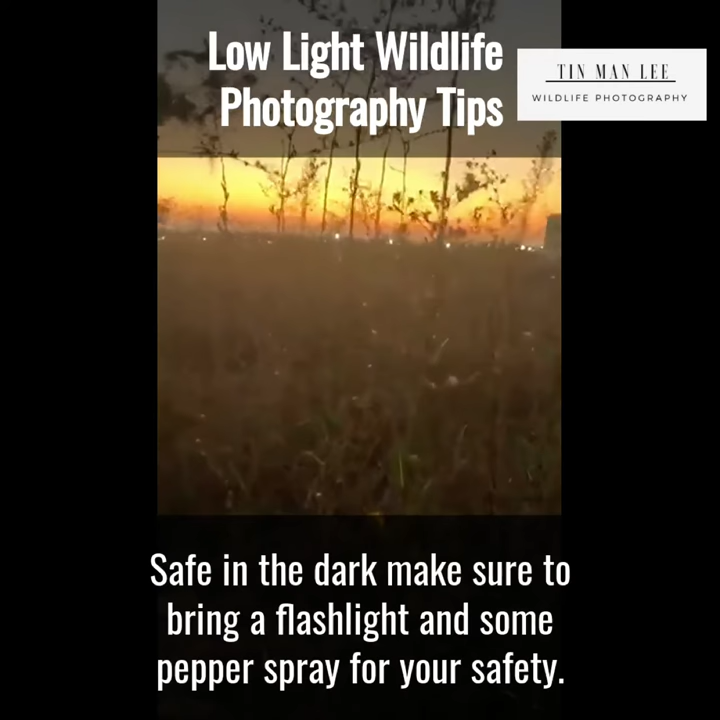 Low Light Wildlife
Photography Tips
TIN MAN LEE
WILDLIFE PHOTOGRAPHY
Safe in the dark make sure to
bring a flashlight and some
pepper spray for your safety.